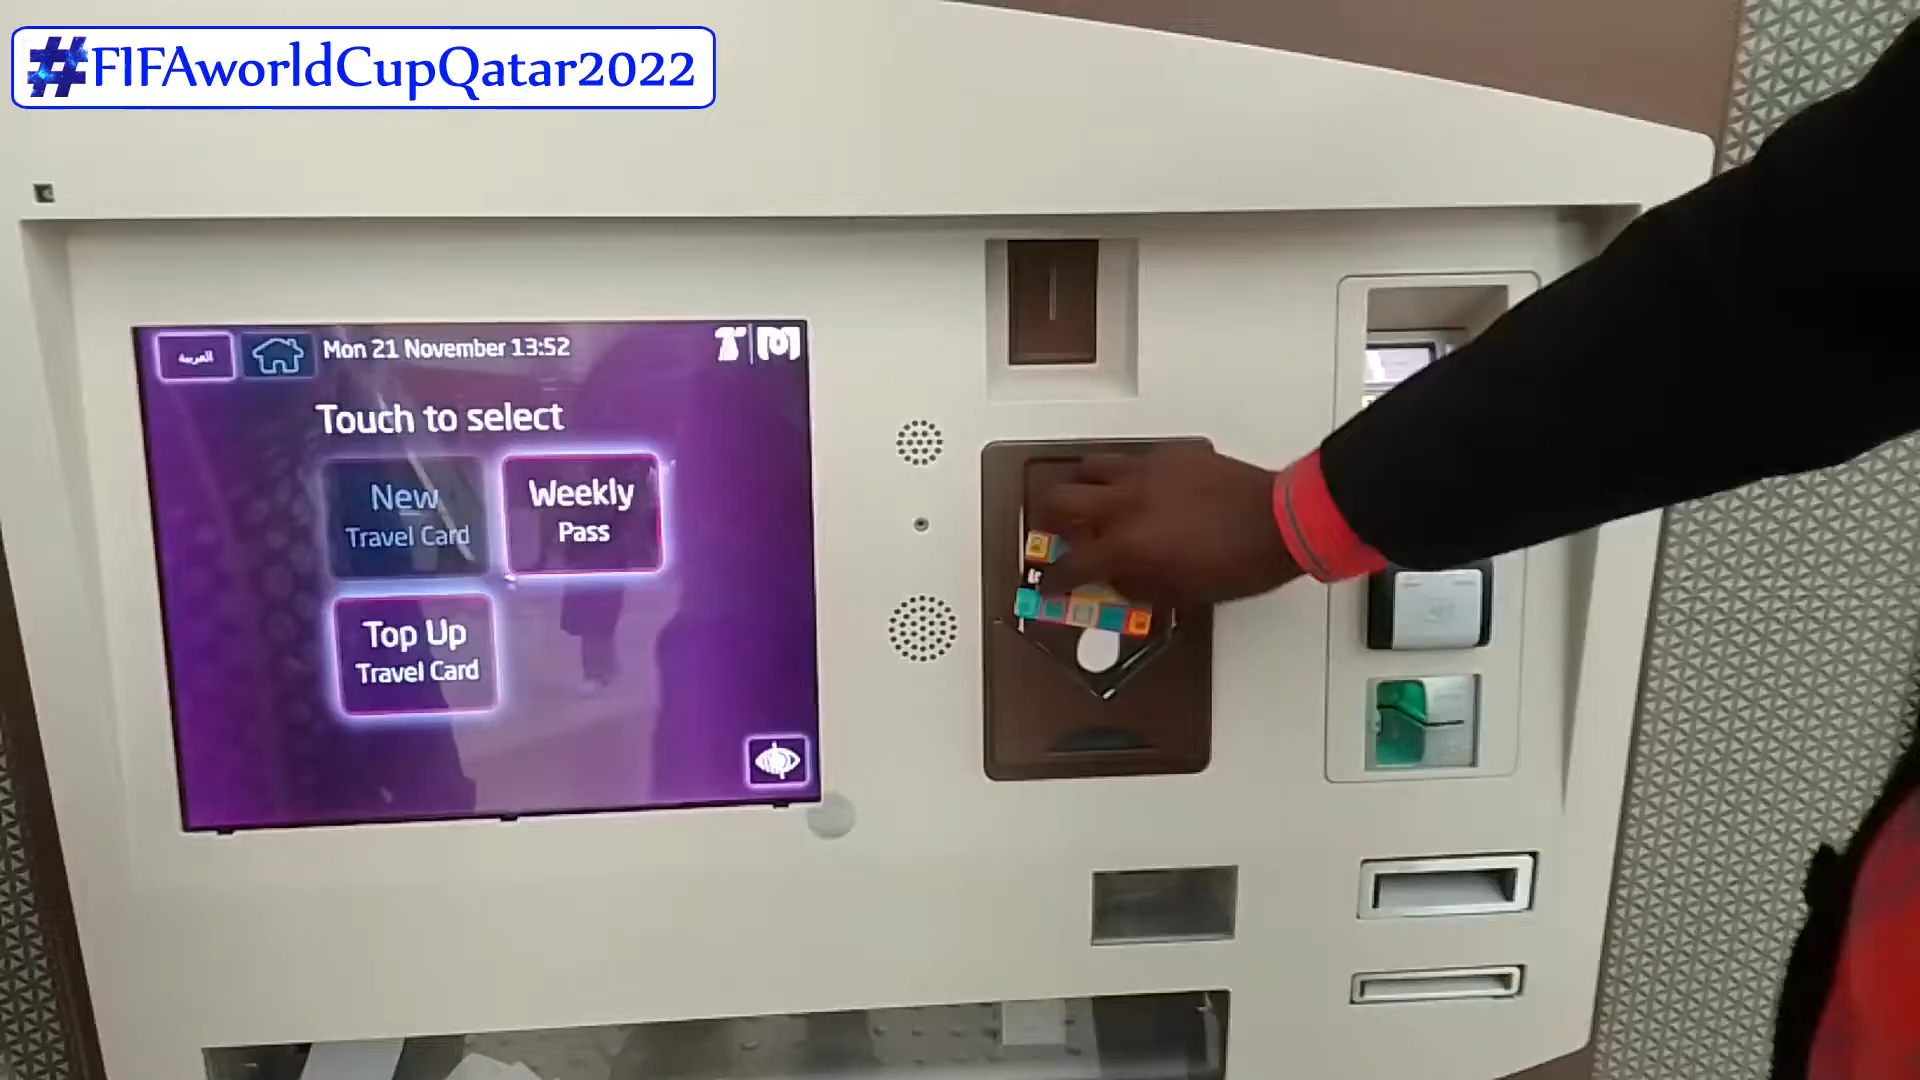 #FIFAworldCupQatar2022
العربية
Mon 21 November 13:52
Touch to select
New
Travel Card
Weekly
Pass
Top Up
Travel Card